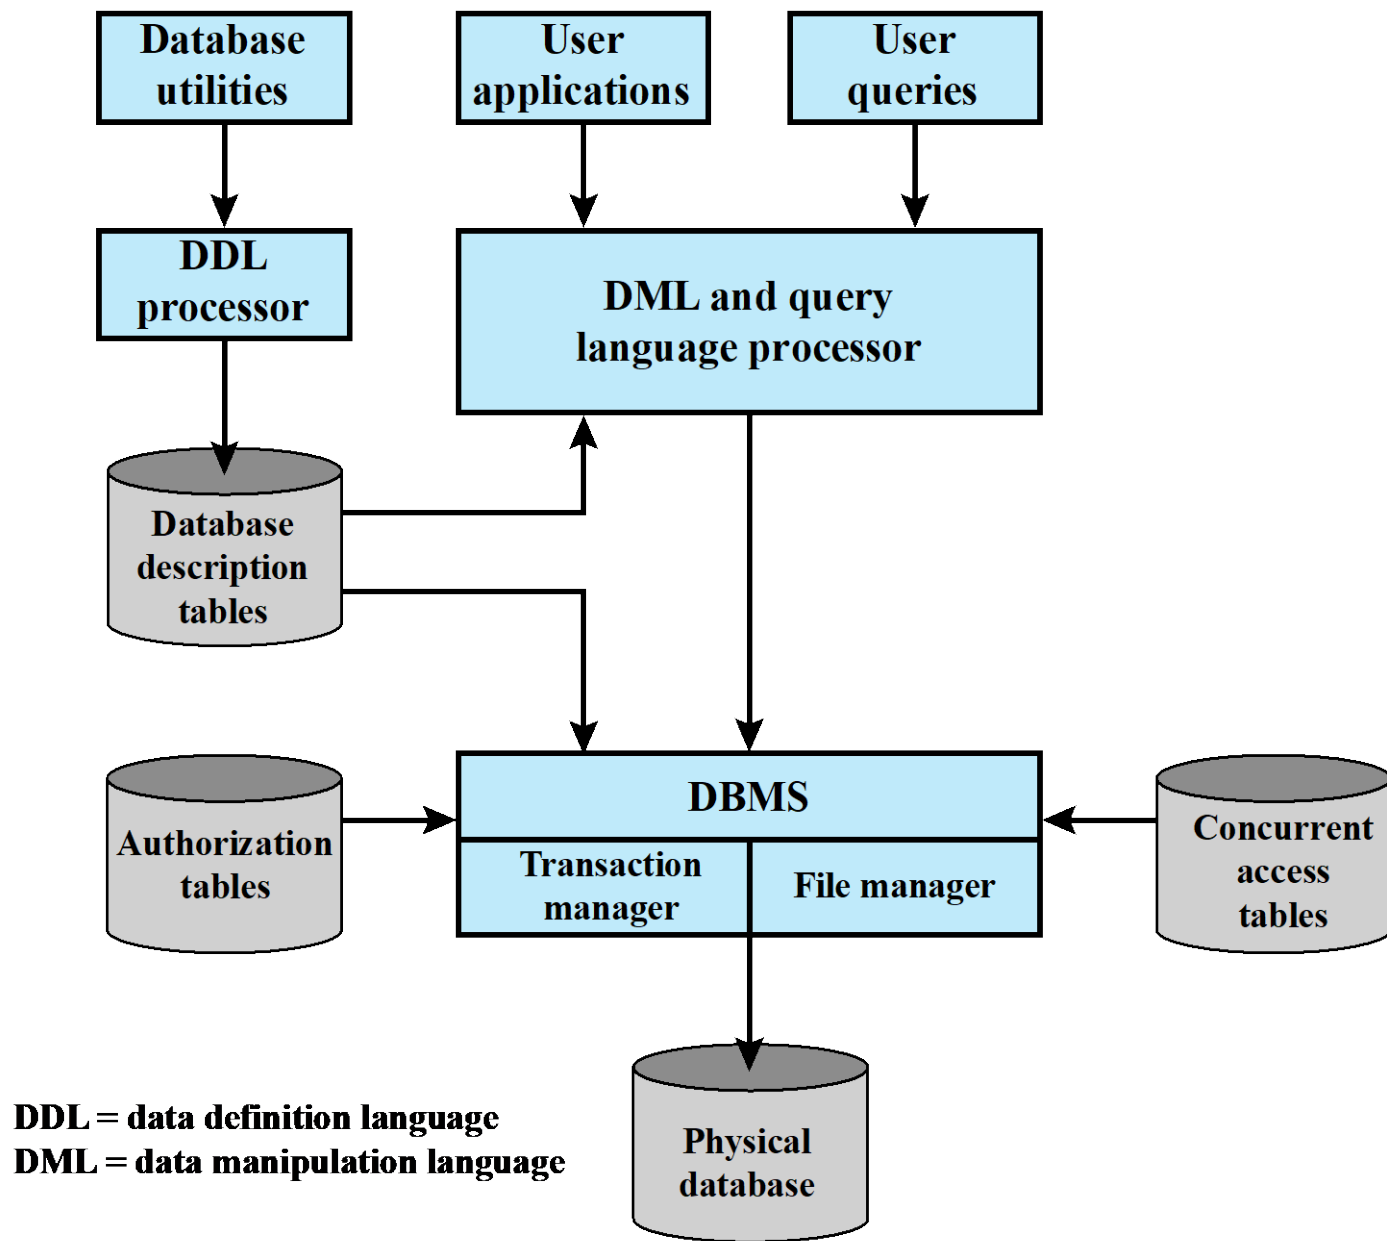 Database
utilities
User
applications
User
queries
DDL
processor
DML and query
language processor
Database
description
tables
DBMS
Transaction
manager
File manager
Authorization
tables
Concurrent
access
tables
Physical
database
DDL = data definition language
DML = data manipulation language